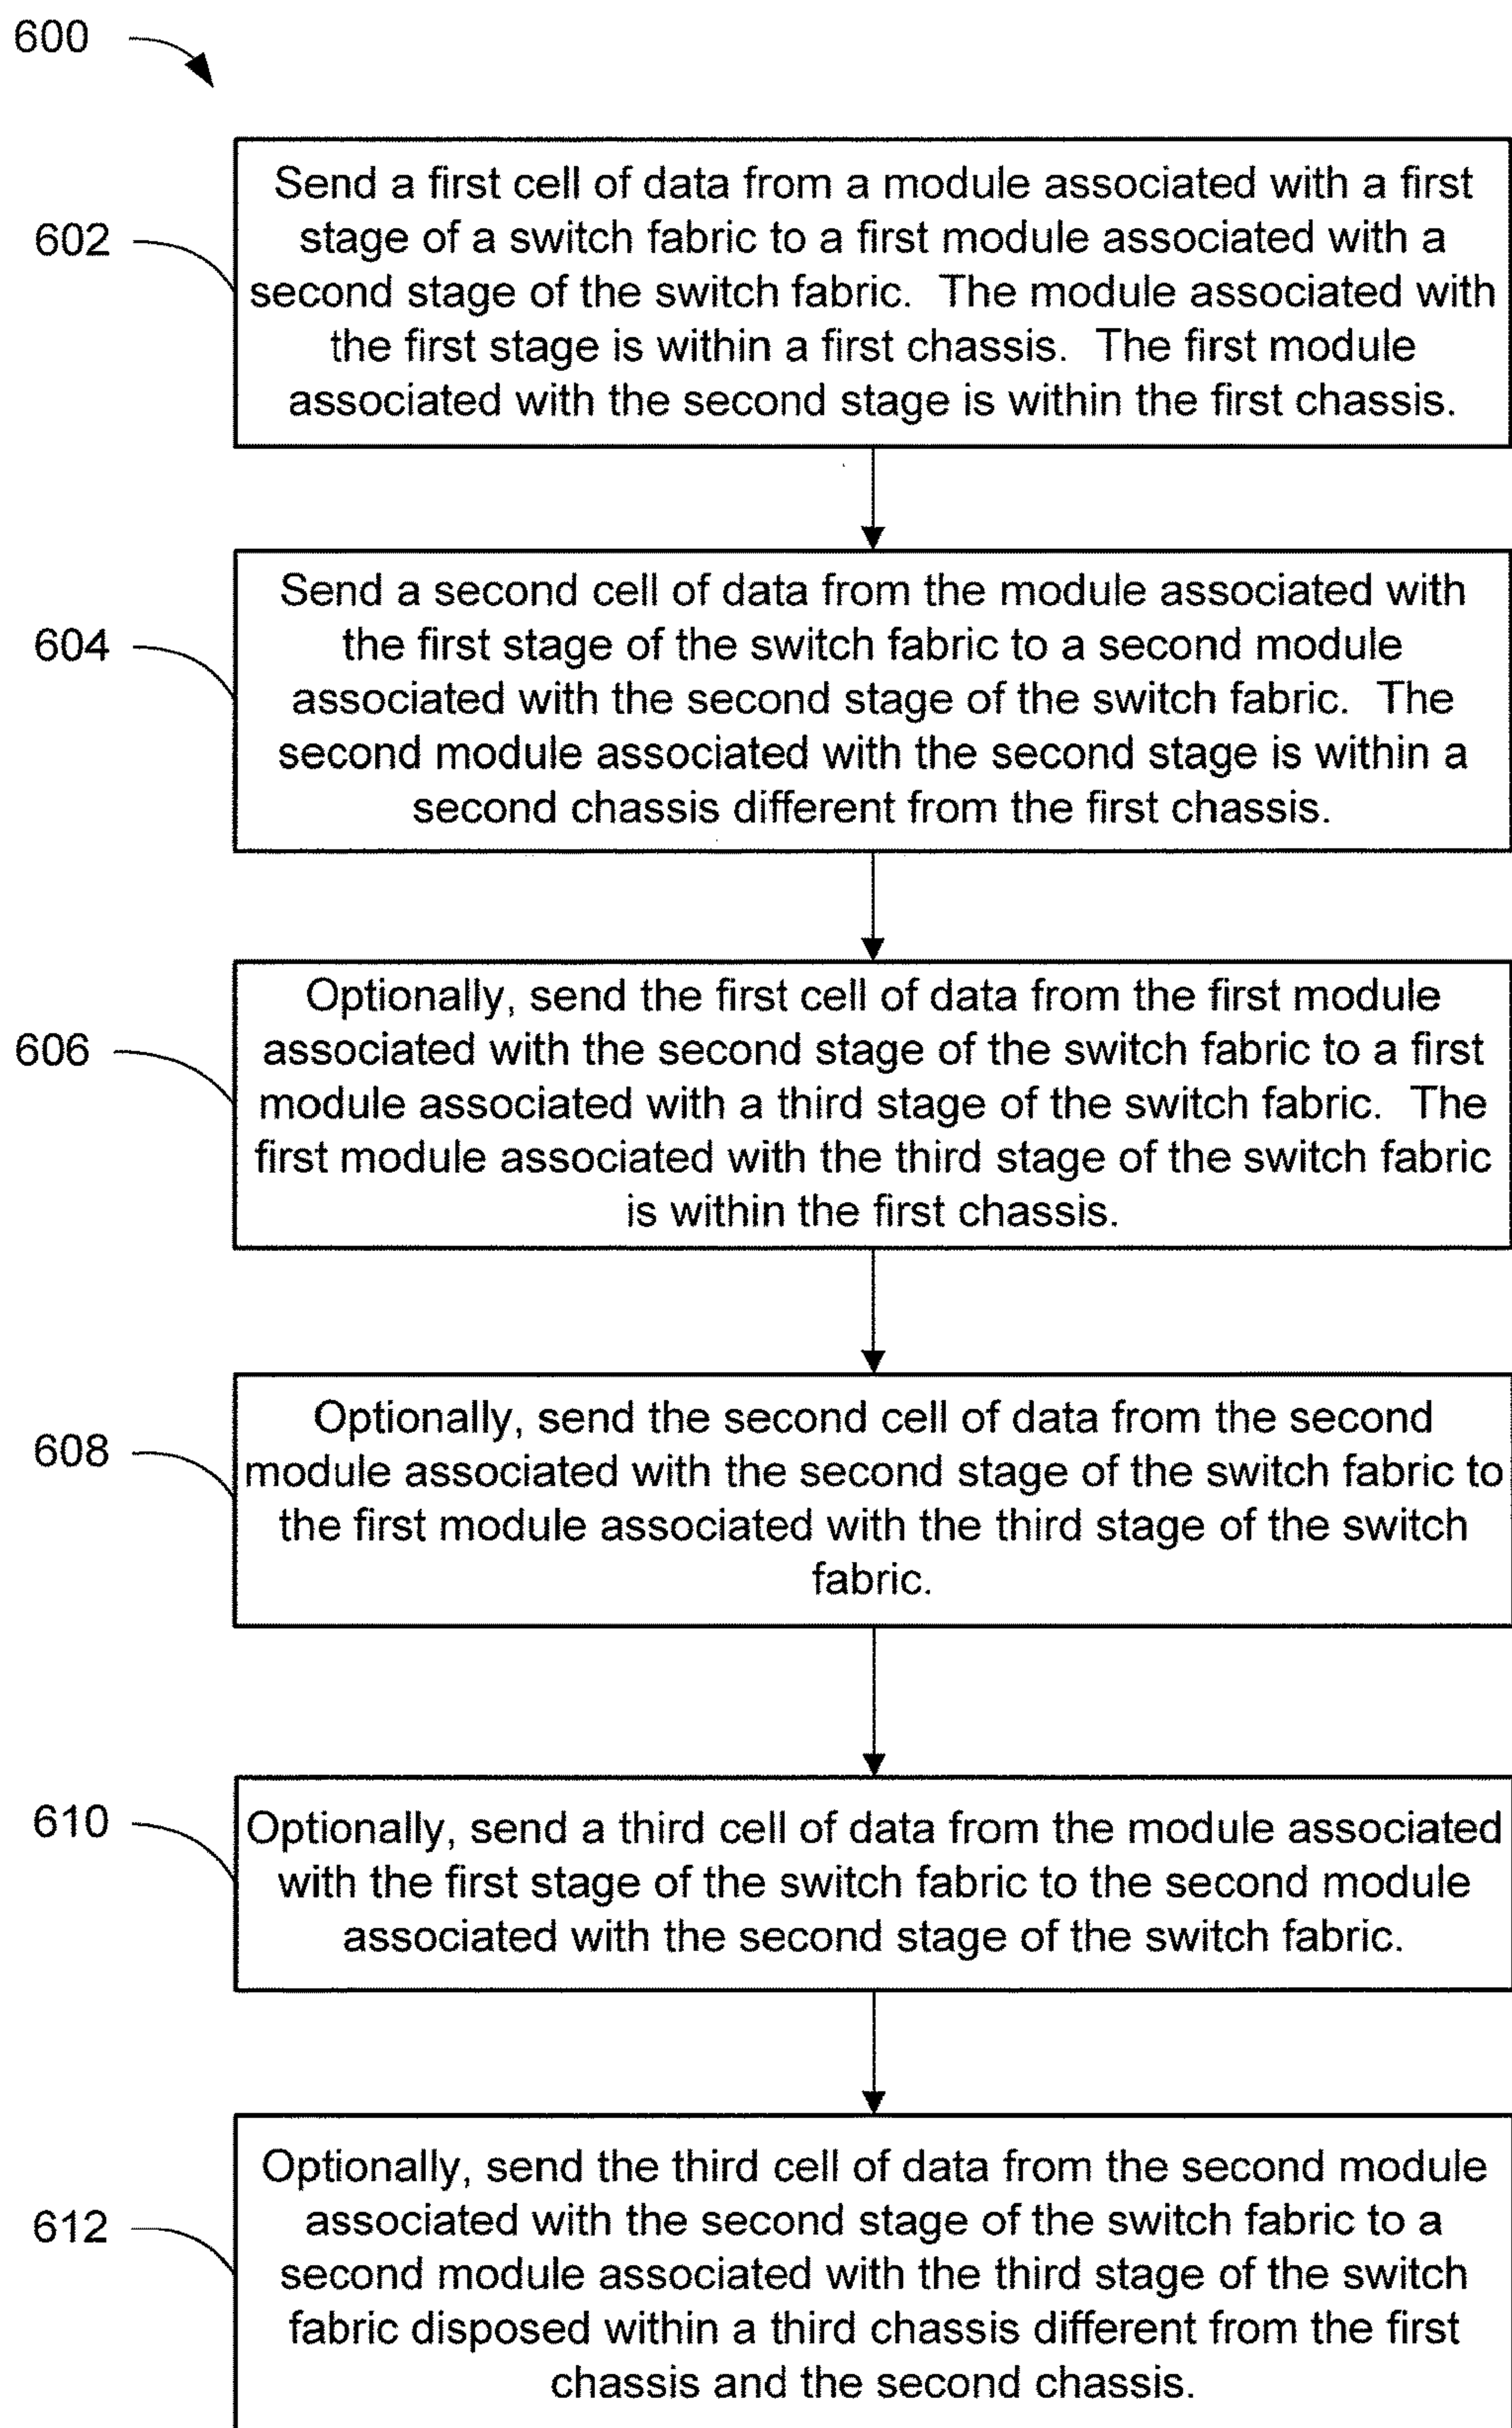 600
602
Send a first cell of data from a module associated with a first
stage of a switch fabric to a first module associated with a
second stage of the switch fabric. The module associated with
the first stage is within a first chassis. The first module
associated with the second stage is within the first chassis.
604
Send a second cell of data from the module associated with
the first stage of the switch fabric to a second module
associated with the second stage of the switch fabric. The
second module associated with the second stage is within a
second chassis different from the first chassis.
606
Optionally, send the first cell of data from the first module
associated with the second stage of the switch fabric to a first
module associated with a third stage of the switch fabric. The
first module associated with the third stage of the switch fabric
is within the first chassis.
608
Optionally, send the second cell of data from the second
module associated with the second stage of the switch fabric to
the first module associated with the third stage of the switch
fabric.
610
Optionally, send a third cell of data from the module associated
with the first stage of the switch fabric to the second module
associated with the second stage of the switch fabric.
612
Optionally, send the third cell of data from the second module
associated with the second stage of the switch fabric to a
second module associated with the third stage of the switch
fabric disposed within a third chassis different from the first
chassis and the second chassis.